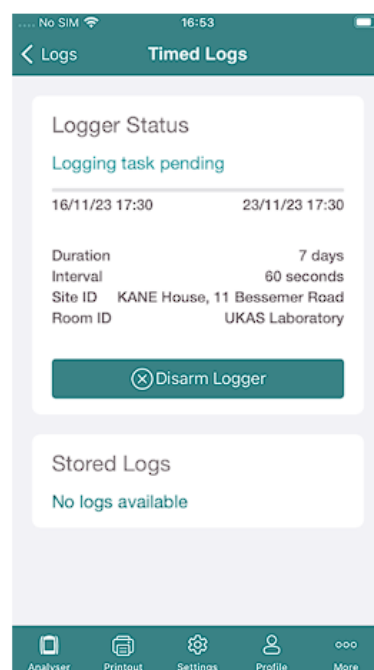 .... No SIM 16:53
Logs Timed Logs
Logger Status
Logging task pending
16/11/23 17:30 23/11/23 17:30
Duration 7 days
Interval 60 seconds
Site ID KANE House, 11 Bessemer Road
Room ID UKAS Laboratory
Disarm Logger
Stored Logs
No logs available
Analyser Printout Settings Profile More